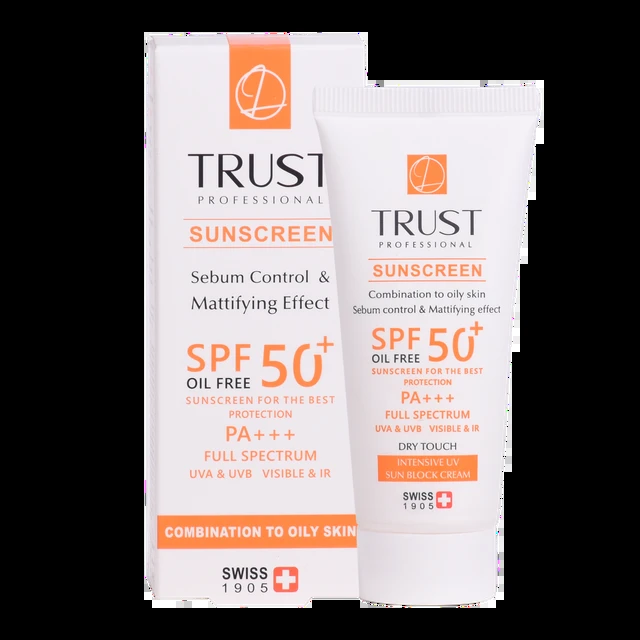 TRUST
PROFESSIONAL
SUNSCREEN
Sebum Control &
Mattifying Effect
SPF 50+
OIL FREE
SUNSCREEN FOR THE BEST
PROTECTION
PA+++
FULL SPECTRUM
UVA & UVB VISIBLE & IR
COMBINATION TO OILY SKIN
SWISS
1905
TRUST
PROFESSIONAL
SUNSCREEN
Combination to oily skin
Sebum control & Mattifying effect
SPF 50+
OIL FREE
SUNSCREEN FOR THE BEST
PROTECTION
PA+++
FULL SPECTRUM
UVA & UVB VISIBLE & IR
DRY TOUCH
INTENSIVE UV
SUN BLOCK CREAM
SWISS
1905